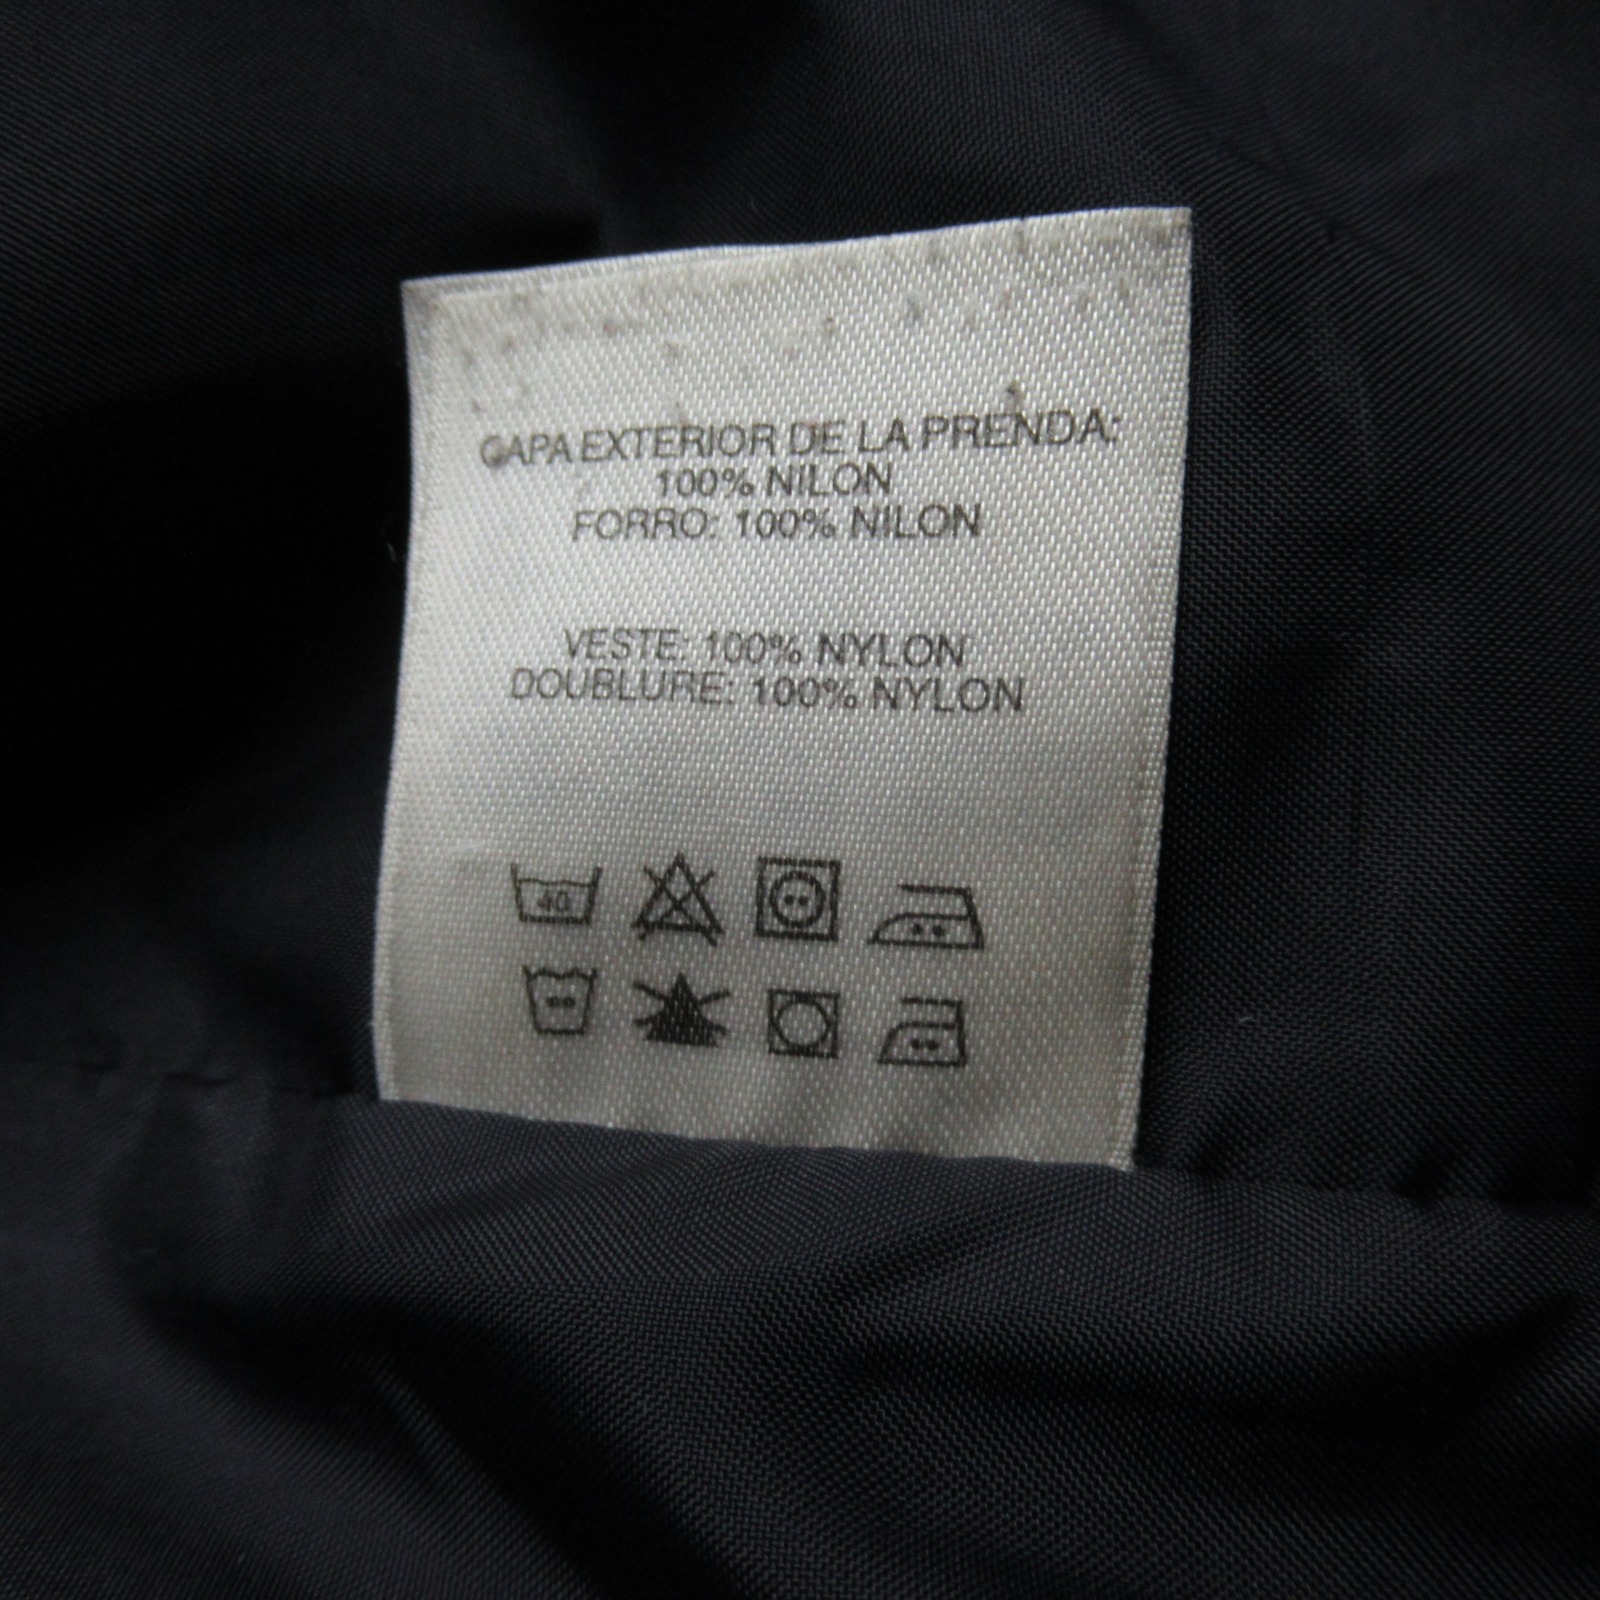 CAPA EXTERIOR DE LA PRENDA:
100% NILON
FORRO: 100% NILON
VESTE: 100% NYLON
DOUBLURE: 100% NYLON
40